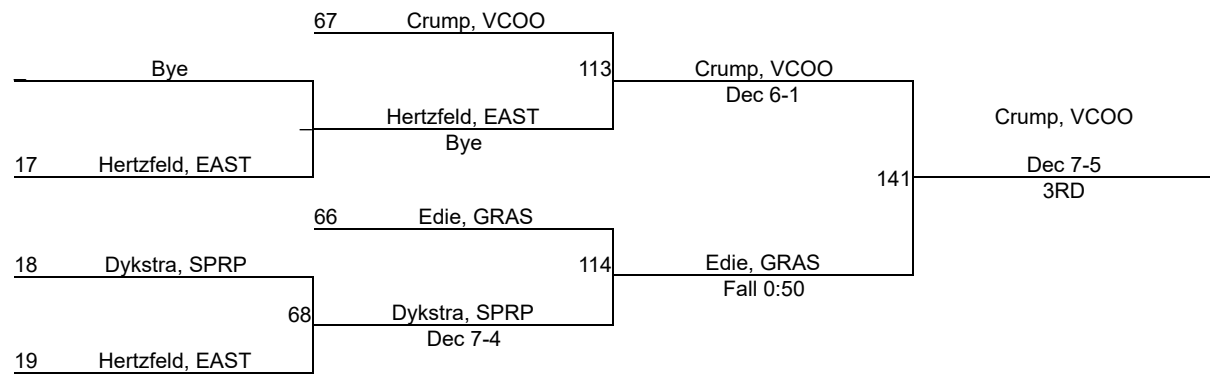 67 Crump, VCOO
_ Bye
113 Crump, VCOO
Dec 6-1
_ Hertzfeld, EAST
Bye
Crump, VCOO
17 Hertzfeld, EAST
141 Dec 7-5
3RD
66 Edie, GRAS
18 Dykstra, SPRP
114 Edie, GRAS
Fall 0:50
68 Dykstra, SPRP
Dec 7-4
19 Hertzfeld, EAST